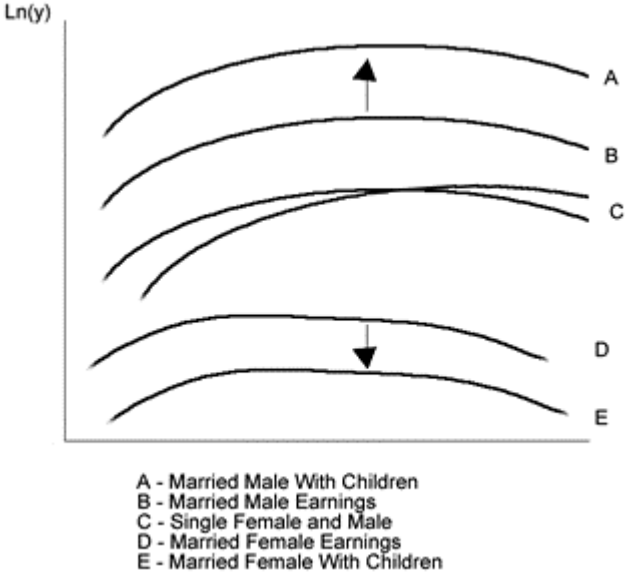 Ln(y)
A
B
C
D
E
A - Married Male With Children
B - Married Male Earnings
C - Single Female and Male
D - Married Female Earnings
E - Married Female With Children